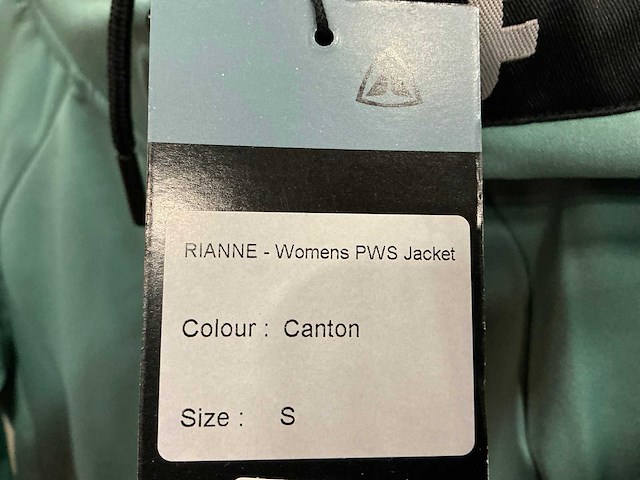 RIANNE - Womens PWS Jacket
Colour : Canton
Size : S